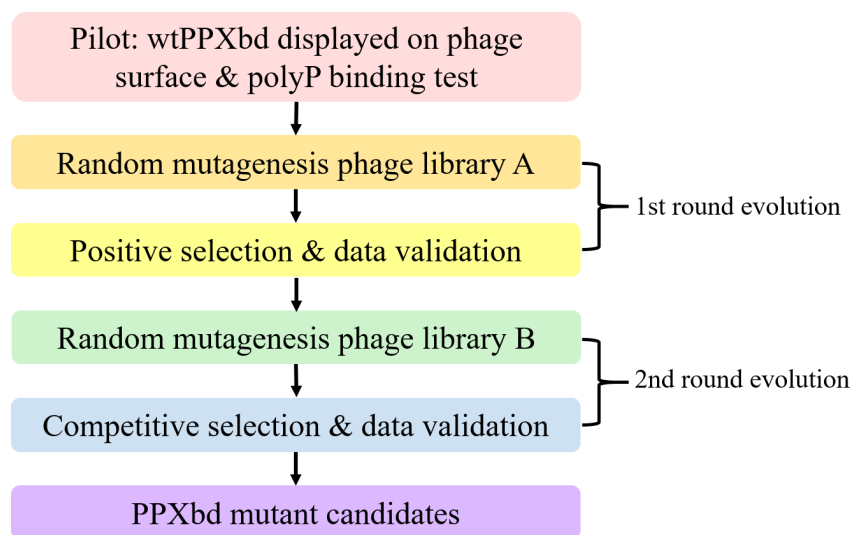 Pilot: wtPPXbd displayed on phage
surface & polyP binding test
Random mutagenesis phage library A
1st round evolution
Positive selection & data validation
Random mutagenesis phage library B
2nd round evolution
Competitive selection & data validation
PPXbd mutant candidates